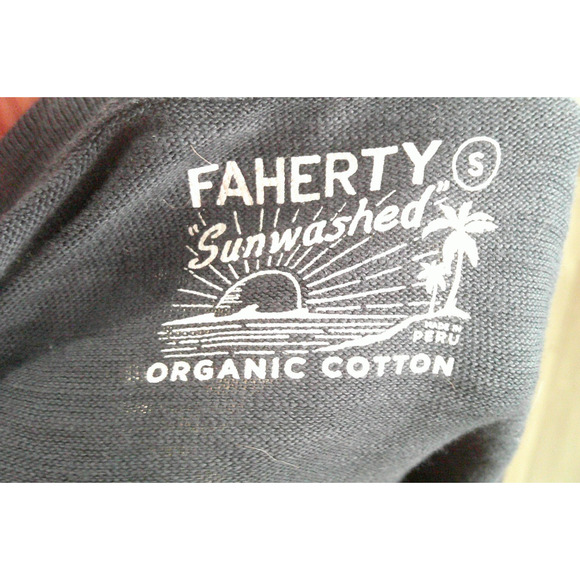 FAHERTY S
"Sunwashed"
MADE IN
PERU
ORGANIC COTTON